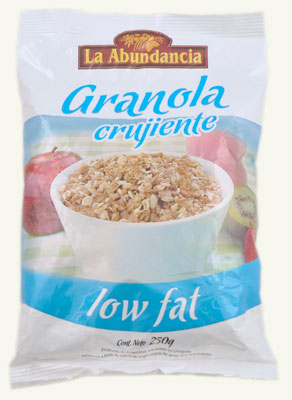 La Abundancia
Granola
crujiente
low fat
Cont. Neto 250g